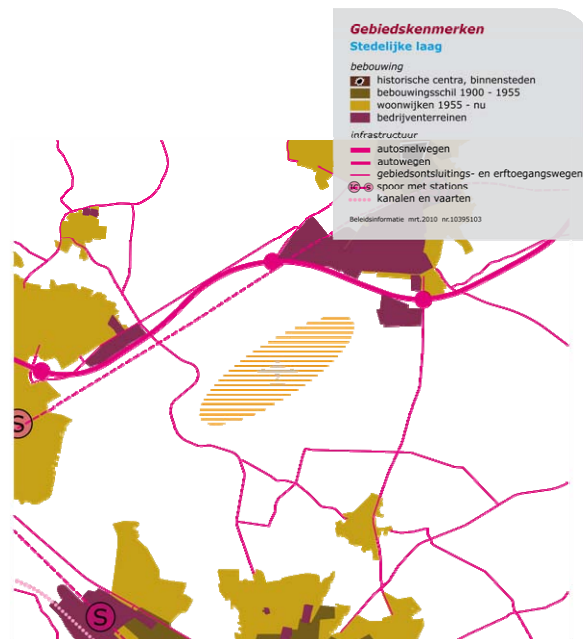 Gebiedskenmerken
Stedelijke laag
bebouwing
historische centra, binnensteden
bebouwingsschil 1900 - 1955
woonwijken 1955 - nu
bedrijventerreinen
infrastructuur
autosnelwegen
autowegen
gebiedsontsluitings- en erftoegangswegen
IC S spoor met stations
kanalen en vaarten
Beleidsinformatie mrt.2010 nr.10395103
S
S